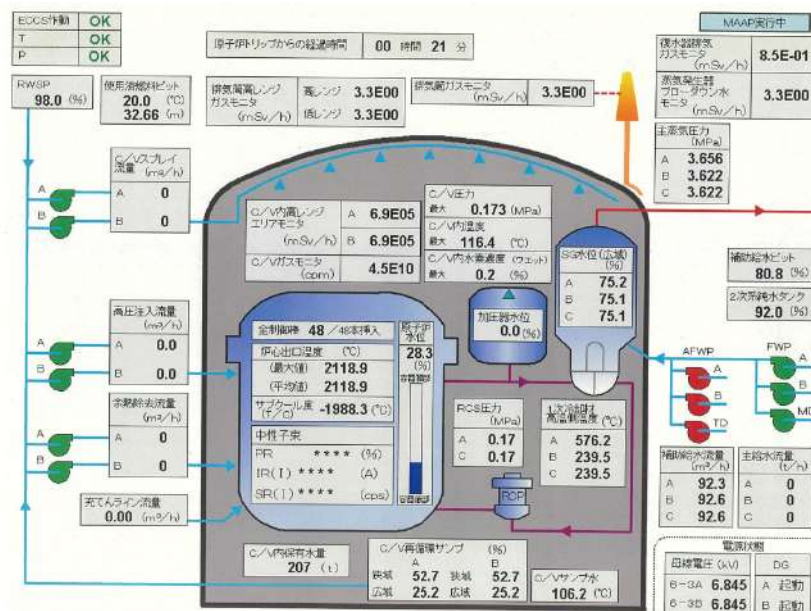 ECCS作動 OK
T OK
P OK
原子炉トリップからの経過時間 00 時間 21 分
MAAP実行中
RWSP
98.0 (%)
使用済燃料ピット
20.0 (℃)
32.66 (m)
排気筒高レンジ
ガスモニタ
(mSv/h)
高レンジ 3.3E00
低レンジ 3.3E00
排気筒ガスモニタ
(mSv/h)
3.3E00
復水器排気
ガスモニタ
(mSv/h)
8.5E-01
蒸気発生器
ブローダウン水
モニタ
(mSv/h)
3.3E00
主蒸気圧力
(MPa)
A 3.656
B 3.622
C 3.622
C/Vスプレイ
流量 (m3/h)
A 0
B 0
A
B
C/V内高レンジ
エリアモニタ
(mSv/h)
A 6.9E05
B 6.9E05
C/Vガスモニタ
(cpm)
4.5E10
C/V圧力
最大 0.173 (MPa)
C/V内温度
最大 116.4 (℃)
C/V内水素濃度 (ウエット)
最大 0.2 (%)
SG水位(広域)
(%)
A 75.2
B 75.1
C 75.1
補助給水ピット
80.8 (%)
2次系純水タンク
92.0 (%)
高圧注入流量
(m3/h)
A 0.0
B 0.0
A
B
全制御棒 48 /48本挿入
炉心出口温度 (℃)
(最大値) 2118.9
(平均値) 2118.9
サブクール度
(T/C) -1988.3 (℃)
中性子束
PR **** (%)
IR(I) **** (A)
SR(I) **** (cps)
原子炉
水位
28.3
(%)
加圧器水位
0.0 (%)
RCS圧力
(MPa)
A 0.17
C 0.17
1次冷却材
高温側温度 (℃)
A 576.2
B 239.5
C 239.5
RCP
AFWP
A
B
TD
FWP
A
B
MD
補助給水流量
(m3/h)
A 92.3
B 92.6
C 92.6
主給水流量
(t/h)
A 0
B 0
C 0
余熱除去流量
(m3/h)
A 0
B 0
A
B
充てんライン流量
0.00 (m3/h)
C/V内保有水量
207 (t)
C/V再循環サンプ (%)
A B
狭域 52.7 狭域 52.7
広域 25.2 広域 25.2
C/Vサンプ水
106.2 (℃)
電源状態
母線電圧 (kV) DG
6-3A 6.845 A 起動
6-3B 6.845 B 起動